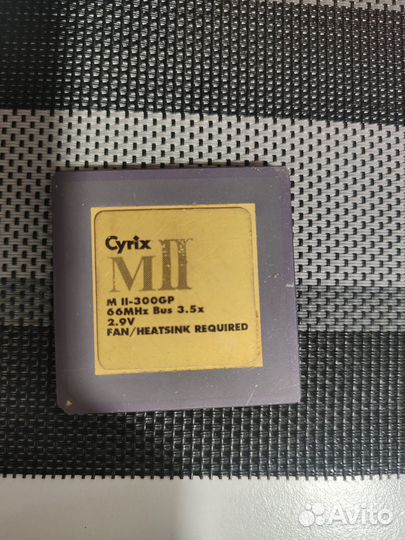 Cyrix
MII
M II-300GP
66MHz Bus 3.5x
2.9V
FAN/HEATSINK REQUIRED
Avito